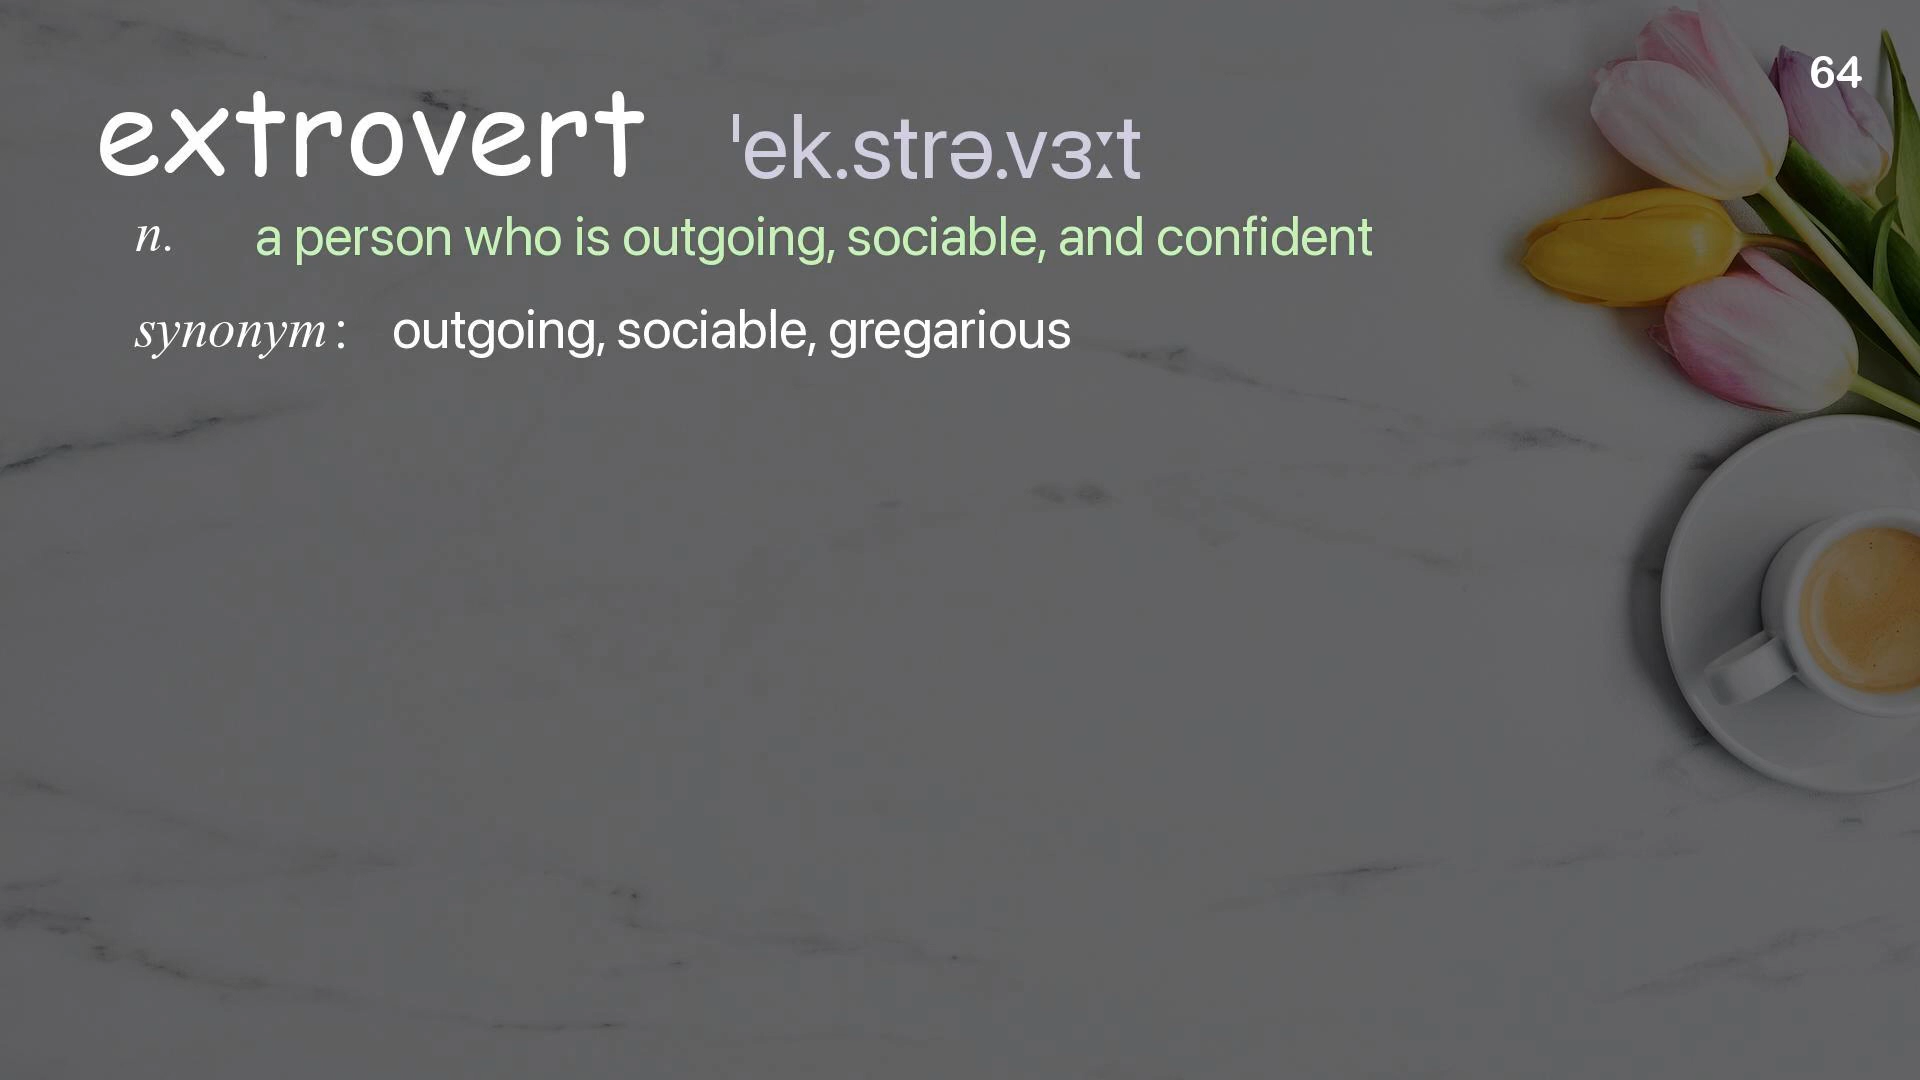 64
extrovert ˈek.strə.vɜːt
n. a person who is outgoing, sociable, and confident
synonym: outgoing, sociable, gregarious